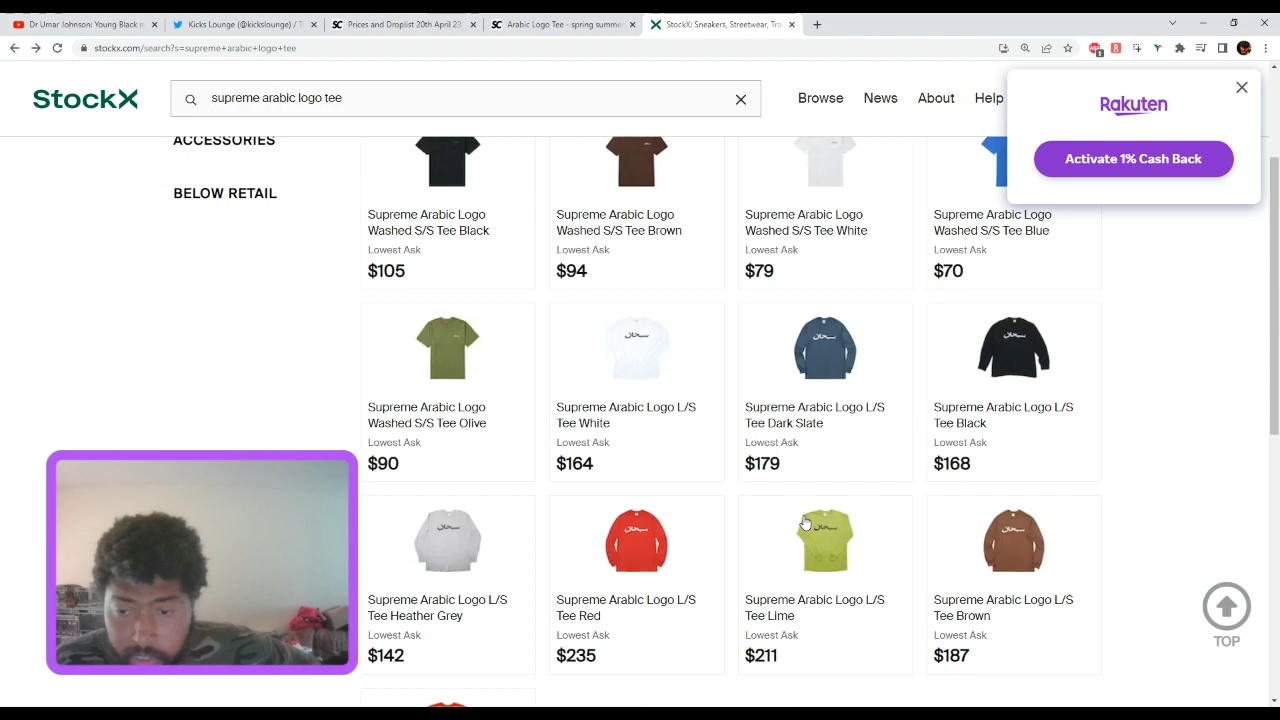 Dr Umar Johnson: Young Black m
Kicks Lounge (@kickslounge) / T
Prices and Droplist 20th April 23
Arabic Logo Tee - spring summe
StockX: Sneakers, Streetwear, Tra
stockx.com/search?s=supreme+arabic+logo+tee
StockX
supreme arabic logo tee
Browse
News
About
Help
Rakuten
Activate 1% Cash Back
ACCESSORIES
BELOW RETAIL
Supreme Arabic Logo
Washed S/S Tee Black
Lowest Ask
$105
Supreme Arabic Logo
Washed S/S Tee Brown
Lowest Ask
$94
Supreme Arabic Logo
Washed S/S Tee White
Lowest Ask
$79
Supreme Arabic Logo
Washed S/S Tee Blue
Lowest Ask
$70
Supreme Arabic Logo
Washed S/S Tee Olive
Lowest Ask
$90
Supreme Arabic Logo L/S
Tee White
Lowest Ask
$164
Supreme Arabic Logo L/S
Tee Dark Slate
Lowest Ask
$179
Supreme Arabic Logo L/S
Tee Black
Lowest Ask
$168
Supreme Arabic Logo L/S
Tee Heather Grey
Lowest Ask
$142
Supreme Arabic Logo L/S
Tee Red
Lowest Ask
$235
Supreme Arabic Logo L/S
Tee Lime
Lowest Ask
$211
Supreme Arabic Logo L/S
Tee Brown
Lowest Ask
$187
TOP